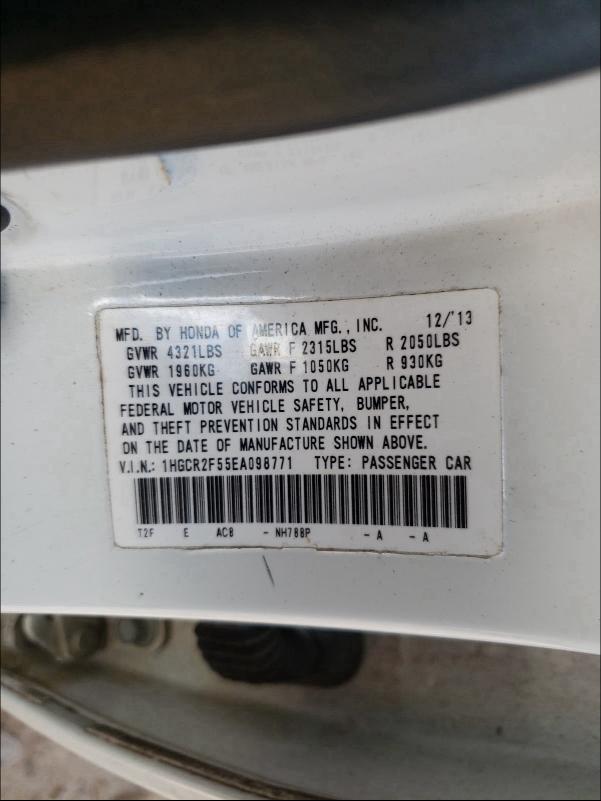 MFD. BY HONDA OF AMERICA MFG., INC. 12/'13
GVWR 4321LBS GAWR F 2315LBS R 2050LBS
GVWR 1960KG GAWR F 1050KG R 930KG
THIS VEHICLE CONFORMS TO ALL APPLICABLE
FEDERAL MOTOR VEHICLE SAFETY, BUMPER,
AND THEFT PREVENTION STANDARDS IN EFFECT
ON THE DATE OF MANUFACTURE SHOWN ABOVE.
V.I.N.: 1HGCR2F55EA098771 TYPE: PASSENGER CAR
T2F E AC8 - NH788P - A - A